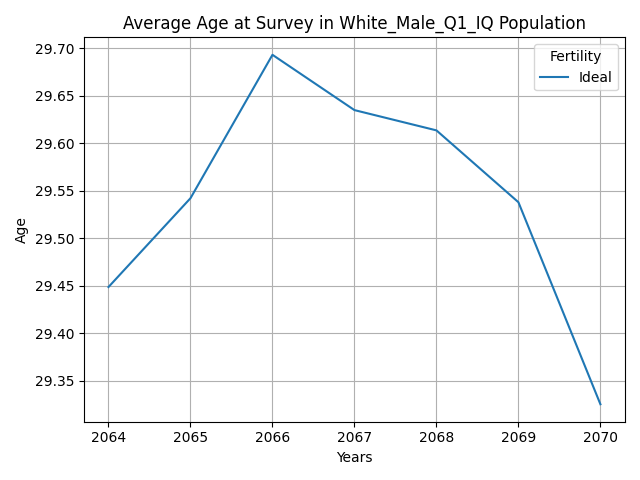 Average Age at Survey in White_Male_Q1_IQ Population
Fertility
Ideal
29.70
29.65
29.60
29.55
29.50
29.45
29.40
29.35
Age
2064 2065 2066 2067 2068 2069 2070
Years